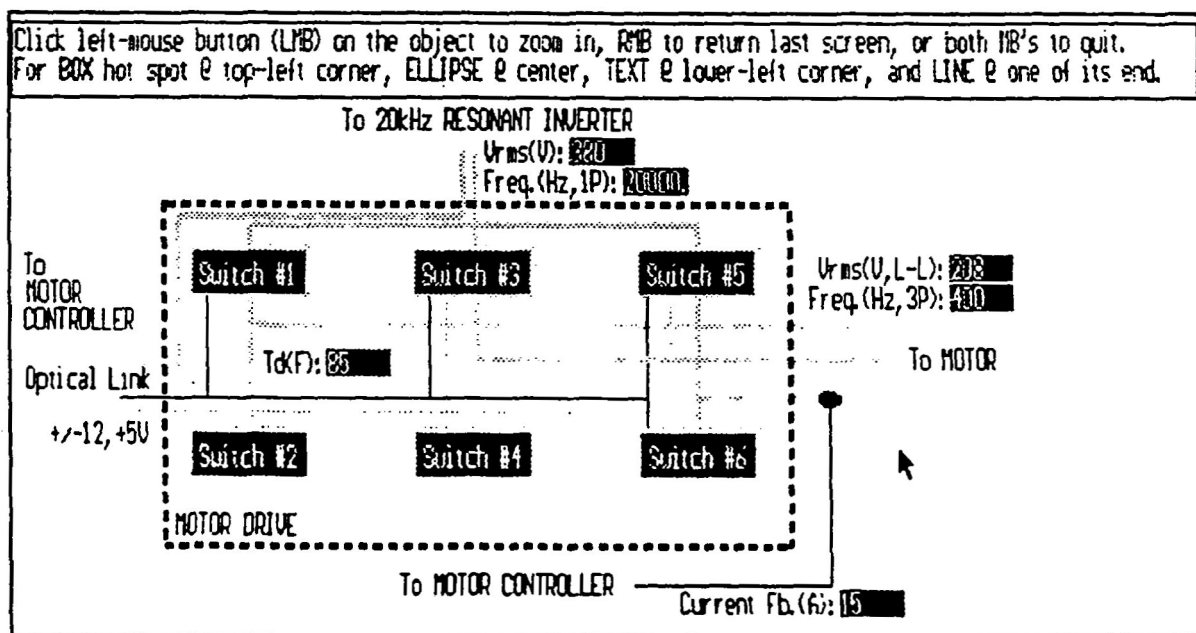 Click left-mouse button (LMB) on the object to zoom in, RMB to return last screen, or both MB's to quit.
For BOX hot spot @ top-left corner, ELLIPSE @ center, TEXT @ lower-left corner, and LINE @ one of its end.
To 20kHz RESONANT INVERTER
Vrms(V): 320
Freq.(Hz,1P): 20000.
To
MOTOR
CONTROLLER
Switch #1
Switch #3
Switch #5
Vrms(V,L-L): 208
Freq.(Hz,3P): 400
Td(F): 85
To MOTOR
Optical Link
+/-12,+5V
Switch #2
Switch #4
Switch #6
MOTOR DRIVE
To MOTOR CONTROLLER
Current Fb.(A): 15